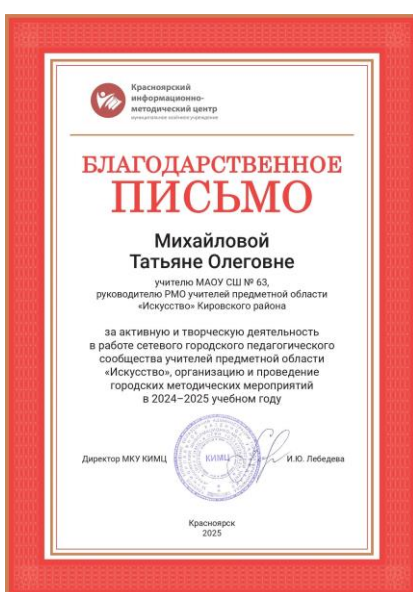 Красноярский
информационно-
методический центр
муниципальное казённое учреждение
БЛАГОДАРСТВЕННОЕ
ПИСЬМО
Михайловой
Татьяне Олеговне
учителю МАОУ СШ № 63,
руководителю РМО учителей предметной области
«Искусство» Кировского района
за активную и творческую деятельность
в работе сетевого городского педагогического
сообщества учителей предметной области
«Искусство», организацию и проведение
городских методических мероприятий
в 2024–2025 учебном году
Директор МКУ КИМЦ
КИМЦ
И.Ю. Лебедева
Красноярск
2025